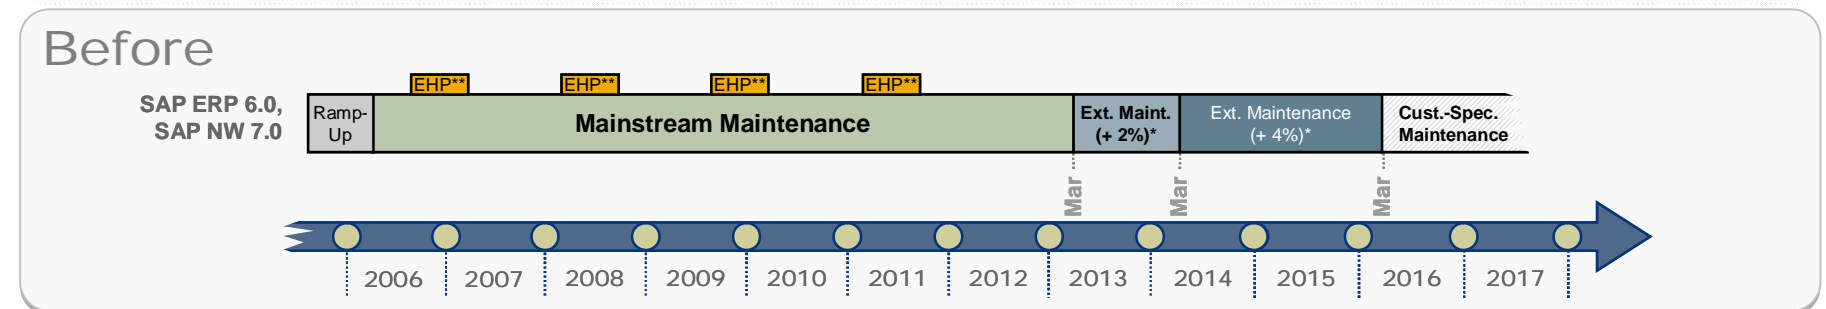 Before
EHP** EHP** EHP** EHP**
SAP ERP 6.0,
SAP NW 7.0
Ramp-
Up
Mainstream Maintenance
Ext. Maint.
(+ 2%)*
Ext. Maintenance
(+ 4%)*
Cust.-Spec.
Maintenance
Mar Mar Mar
2006 2007 2008 2009 2010 2011 2012 2013 2014 2015 2016 2017